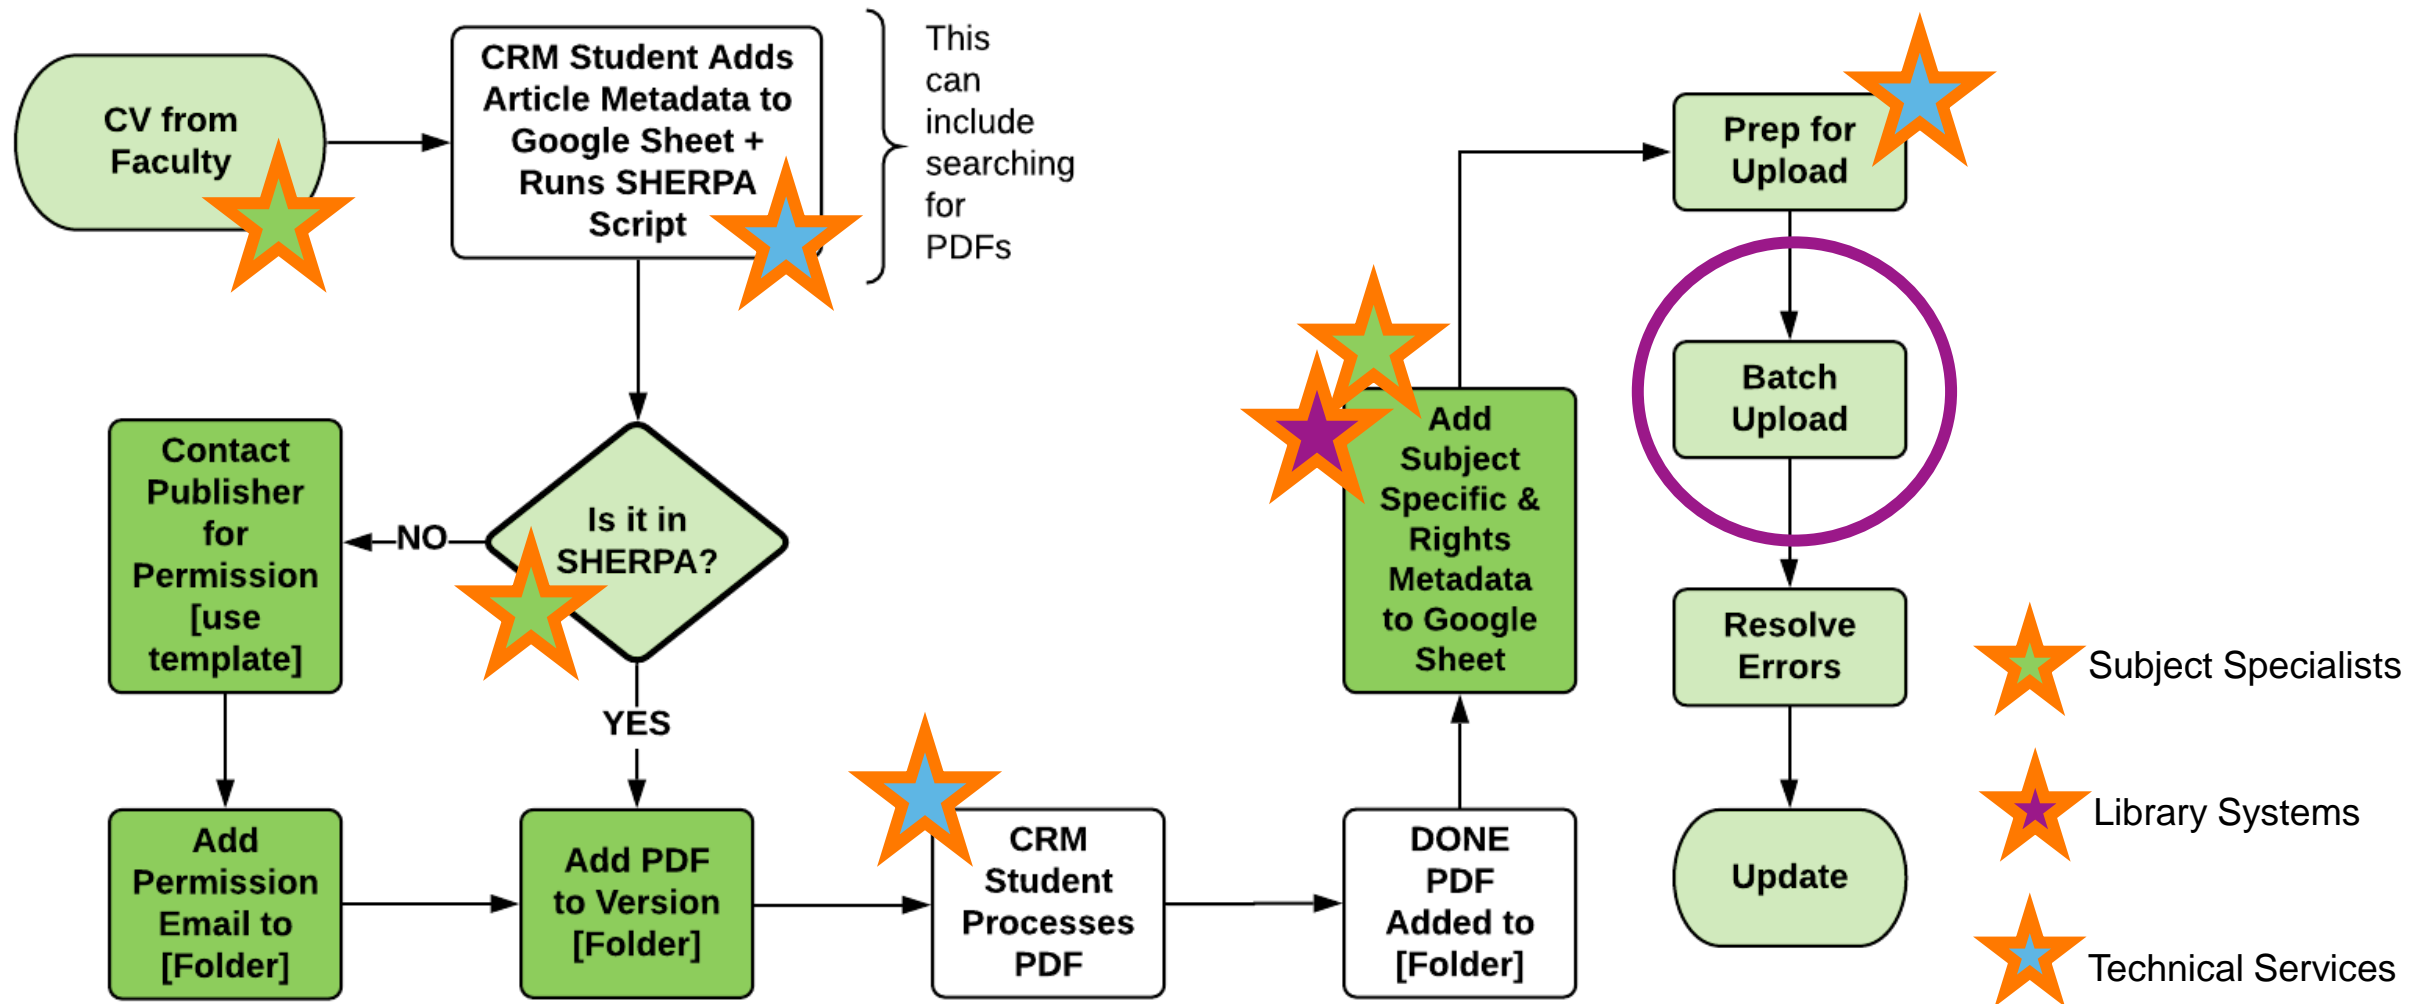 CV from
Faculty
CRM Student Adds
Article Metadata to
Google Sheet +
Runs SHERPA
Script
This
can
include
searching
for
PDFs
Is it in
SHERPA?
NO
YES
Contact
Publisher
for
Permission
[use
template]
Add
Permission
Email to
[Folder]
Add PDF
to Version
[Folder]
CRM
Student
Processes
PDF
DONE
PDF
Added to
[Folder]
Add
Subject
Specific &
Rights
Metadata
to Google
Sheet
Prep for
Upload
Batch
Upload
Resolve
Errors
Update
Subject Specialists
Library Systems
Technical Services